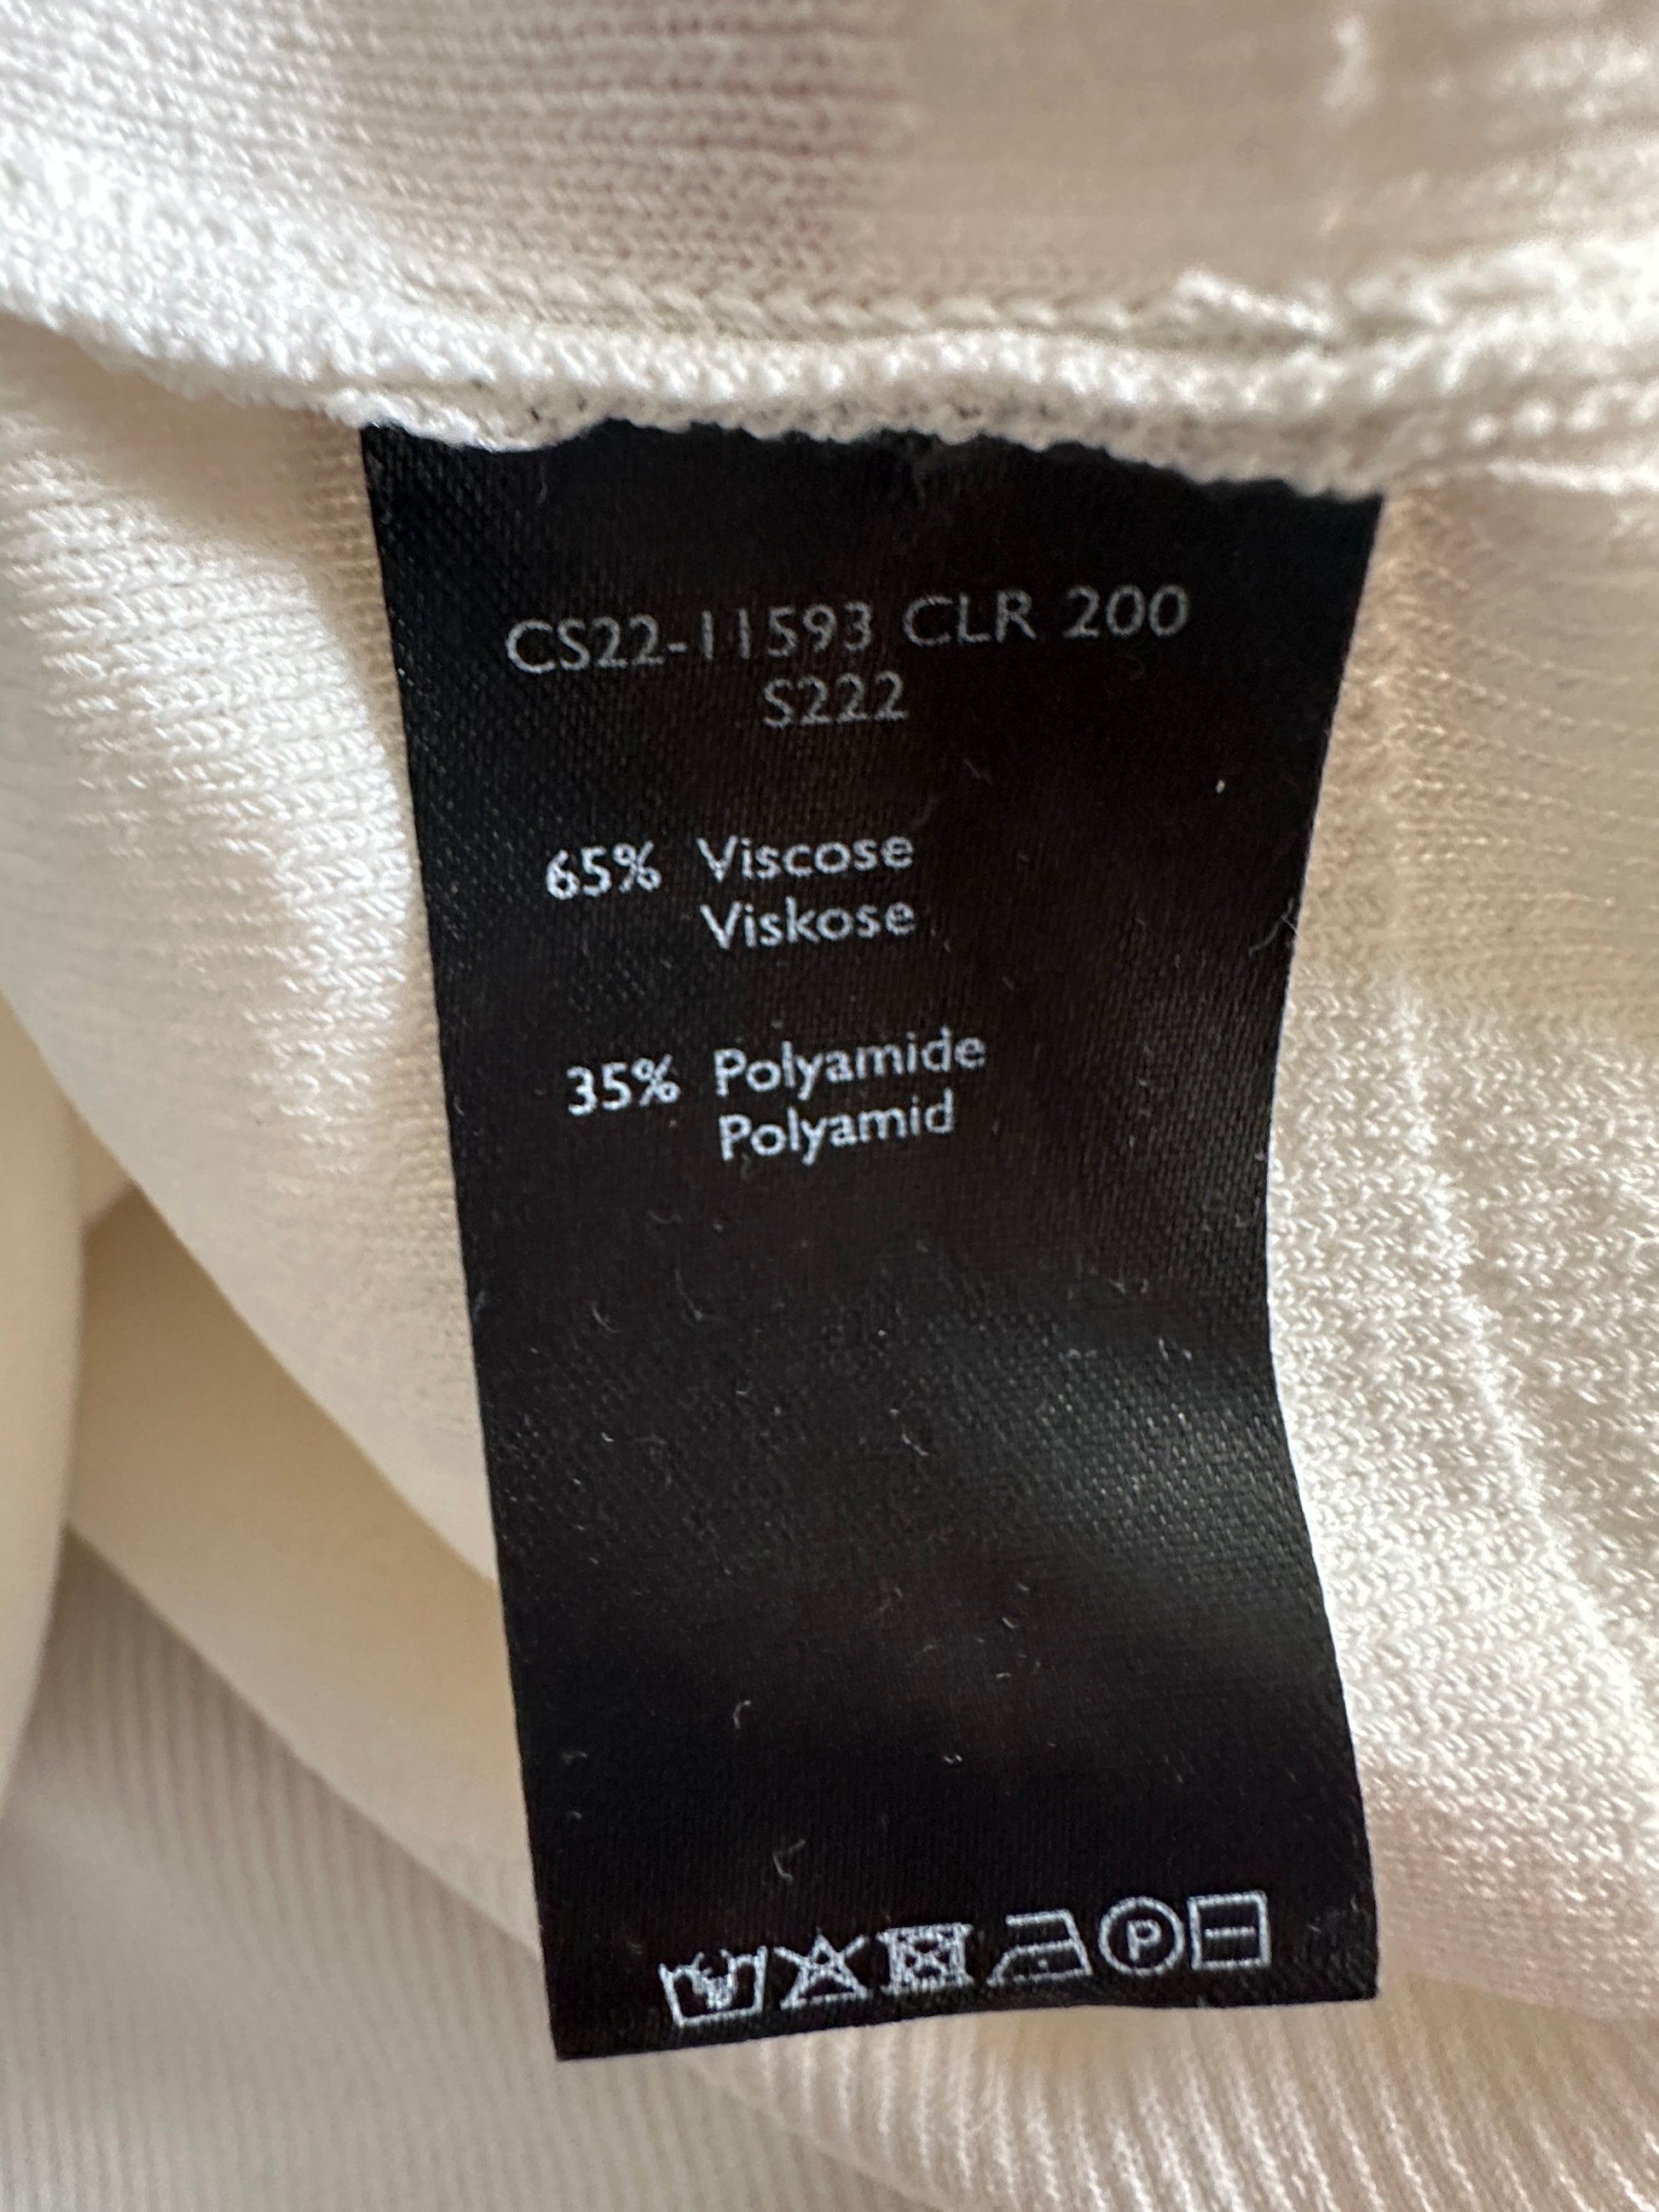 CS22-11593 CLR 200
S222
65% Viscose
Viskose
35% Polyamide
Polyamid
P